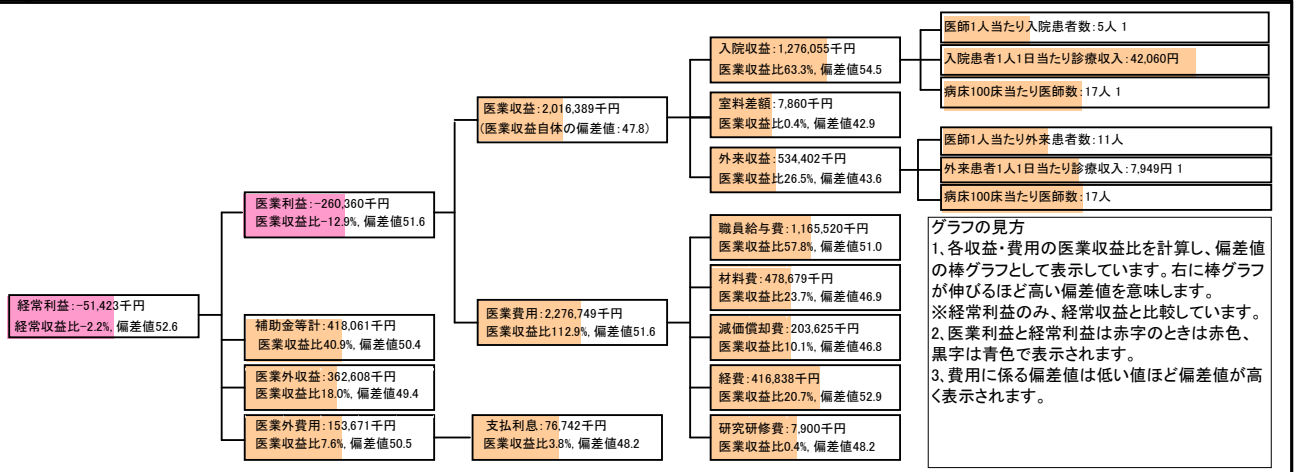 経常利益：-51,423千円
経常収益比-2.2%, 偏差値52.6
医業利益：-260,360千円
医業収益比-12.9%, 偏差値51.6
補助金等計：418,061千円
医業収益比40.9%, 偏差値50.4
医業外収益：362,608千円
医業収益比18.0%, 偏差値49.4
医業外費用：153,671千円
医業収益比7.6%, 偏差値50.5
支払利息：76,742千円
医業収益比3.8%, 偏差値48.2
医業収益：2,016,389千円
(医業収益自体の偏差値：47.8)
医業費用：2,276,749千円
医業収益比112.9%, 偏差値51.6
入院収益：1,276,055千円
医業収益比63.3%, 偏差値54.5
室料差額：7,860千円
医業収益比0.4%, 偏差値42.9
外来収益：534,402千円
医業収益比26.5%, 偏差値43.6
職員給与費：1,165,520千円
医業収益比57.8%, 偏差値51.0
材料費：478,679千円
医業収益比23.7%, 偏差値46.9
減価償却費：203,625千円
医業収益比10.1%, 偏差値46.8
経費：416,838千円
医業収益比20.7%, 偏差値52.9
研究研修費：7,900千円
医業収益比0.4%, 偏差値48.2
医師1人当たり入院患者数：5人 1
入院患者1人1日当たり診療収入：42,060円
病床100床当たり医師数：17人 1
医師1人当たり外来患者数：11人
外来患者1人1日当たり診療収入：7,949円 1
病床100床当たり医師数：17人
グラフの見方
1、各収益・費用の医業収益比を計算し、偏差値
の棒グラフとして表示しています。右に棒グラフ
が伸びるほど高い偏差値を意味します。
※経常利益のみ、経常収益と比較しています。
2、医業利益と経常利益は赤字のときは赤色、
黒字は青色で表示されます。
3、費用に係る偏差値は低い値ほど偏差値が高
く表示されます。